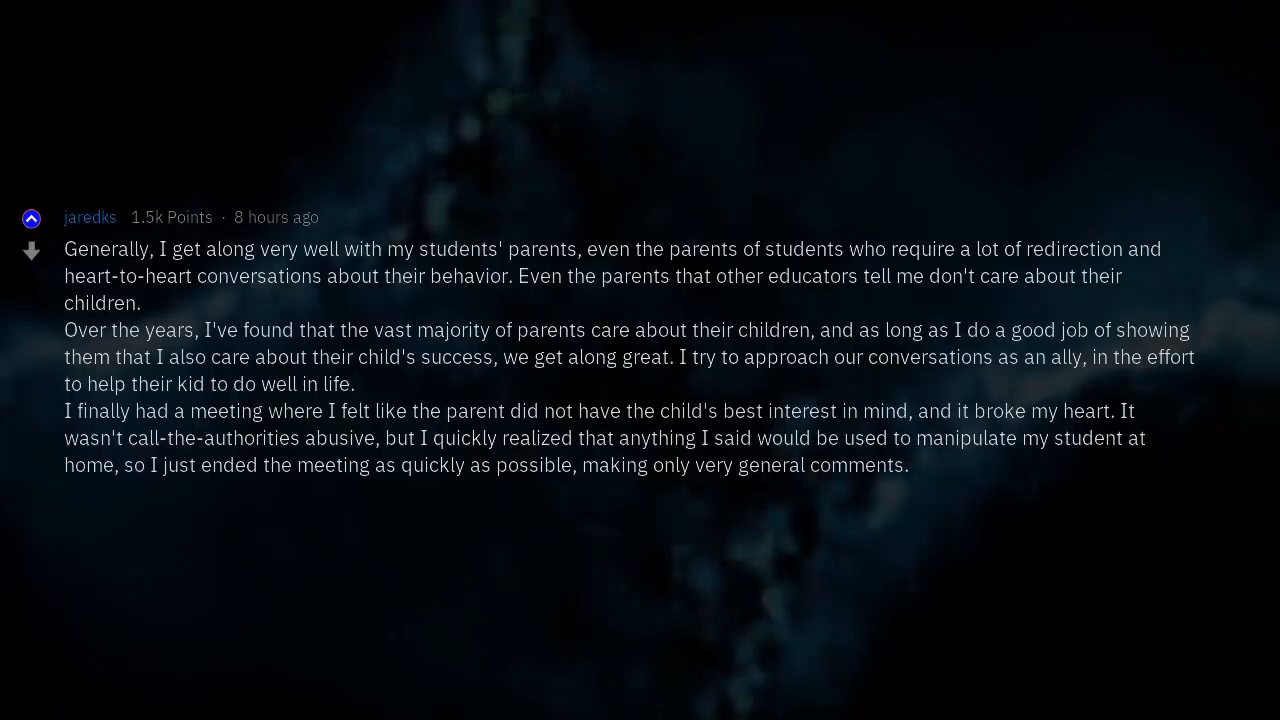 jaredks 1.5k Points · 8 hours ago
Generally, I get along very well with my students' parents, even the parents of students who require a lot of redirection and
heart-to-heart conversations about their behavior. Even the parents that other educators tell me don't care about their
children.
Over the years, I've found that the vast majority of parents care about their children, and as long as I do a good job of showing
them that I also care about their child's success, we get along great. I try to approach our conversations as an ally, in the effort
to help their kid to do well in life.
I finally had a meeting where I felt like the parent did not have the child's best interest in mind, and it broke my heart. It
wasn't call-the-authorities abusive, but I quickly realized that anything I said would be used to manipulate my student at
home, so I just ended the meeting as quickly as possible, making only very general comments.